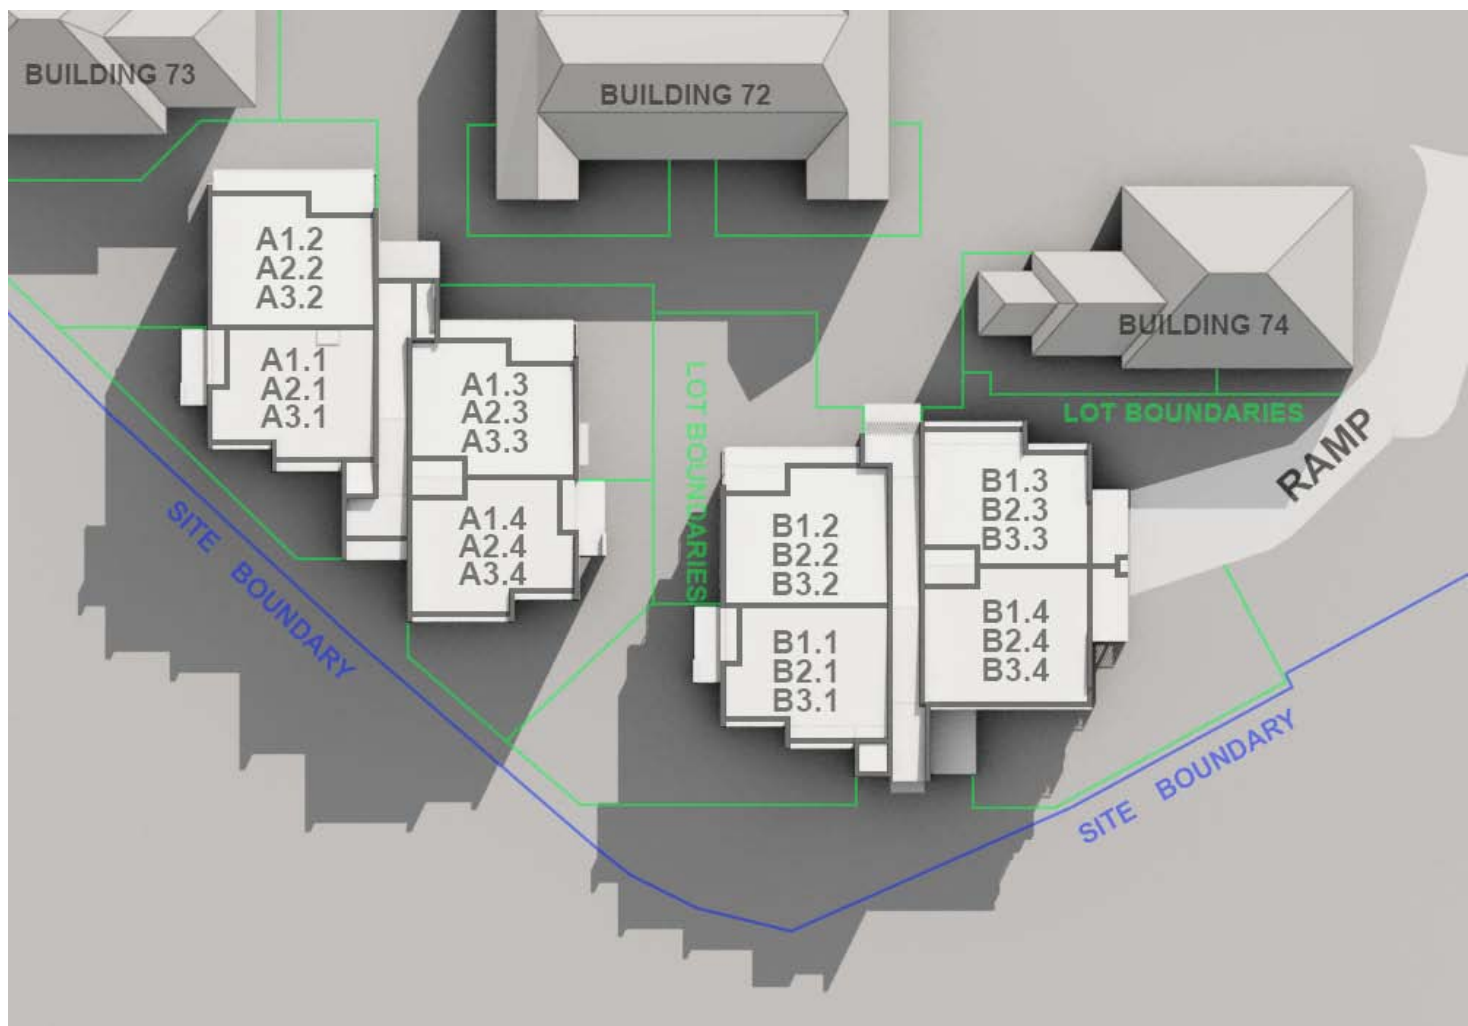 BUILDING 73
BUILDING 72
BUILDING 74
A1.2
A2.2
A3.2
A1.1
A2.1
A3.1
A1.3
A2.3
A3.3
A1.4
A2.4
A3.4
LOT BOUNDARIES
LOT BOUNDARIES
RAMP
B1.2
B2.2
B3.2
B1.3
B2.3
B3.3
B1.1
B2.1
B3.1
B1.4
B2.4
B3.4
SITE BOUNDARY
SITE BOUNDARY